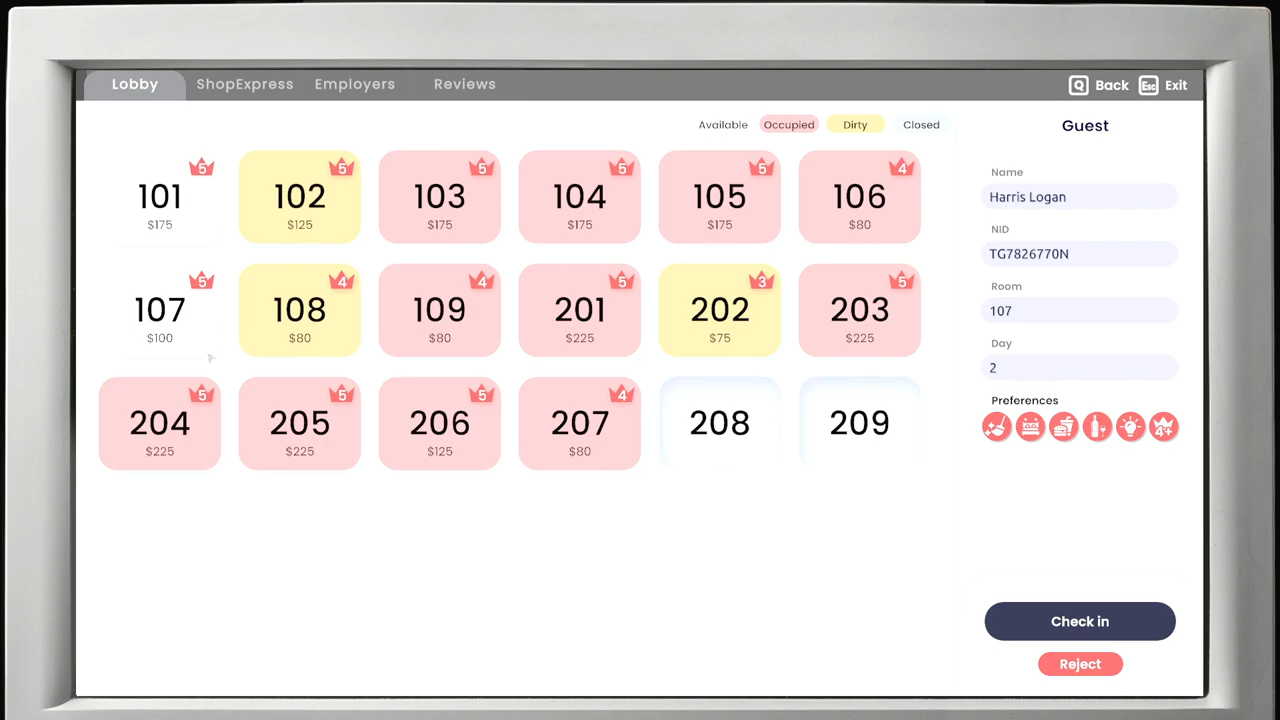 Lobby ShopExpress Employers Reviews Q Back Esc Exit
Available Occupied Dirty Closed
Guest
5 5 5 5 5 4
101 102 103 104 105 106
$175 $125 $175 $175 $175 $80
5 4 4 5 3 5
107 108 109 201 202 203
$100 $80 $80 $225 $75 $225
5 5 5 4
204 205 206 207 208 209
$225 $225 $125 $80
Name
Harris Logan
NID
TG7826770N
Room
107
Day
2
Preferences
4+
Check in
Reject